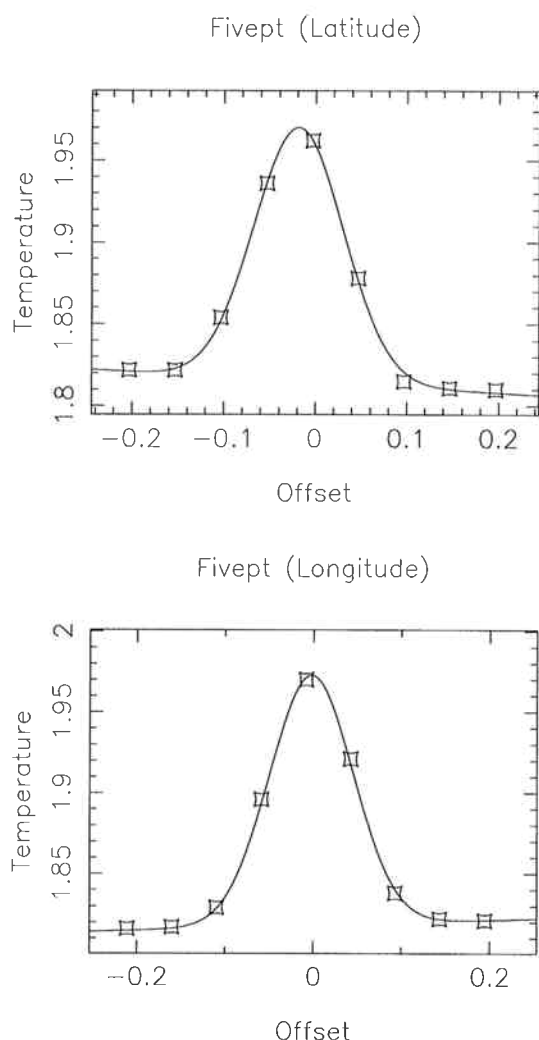 Fivept (Latitude)
Temperature
1.95
1.9
1.85
1.8
−0.2 −0.1 0 0.1 0.2
Offset
Fivept (Longitude)
Temperature
2
1.95
1.9
1.85
−0.2 0 0.2
Offset